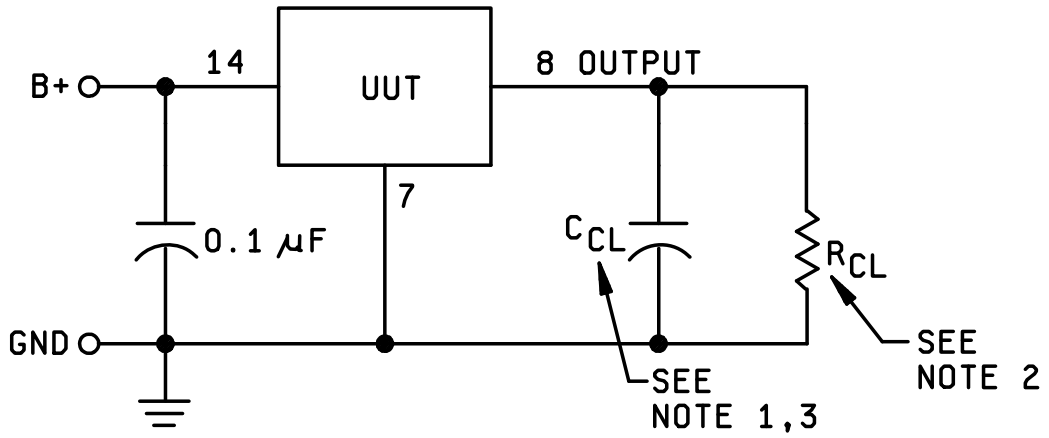 14
8 OUTPUT
B+
UUT
7
0.1 μF
CCL
RCL
GND
SEE
NOTE 2
SEE
NOTE 1,3